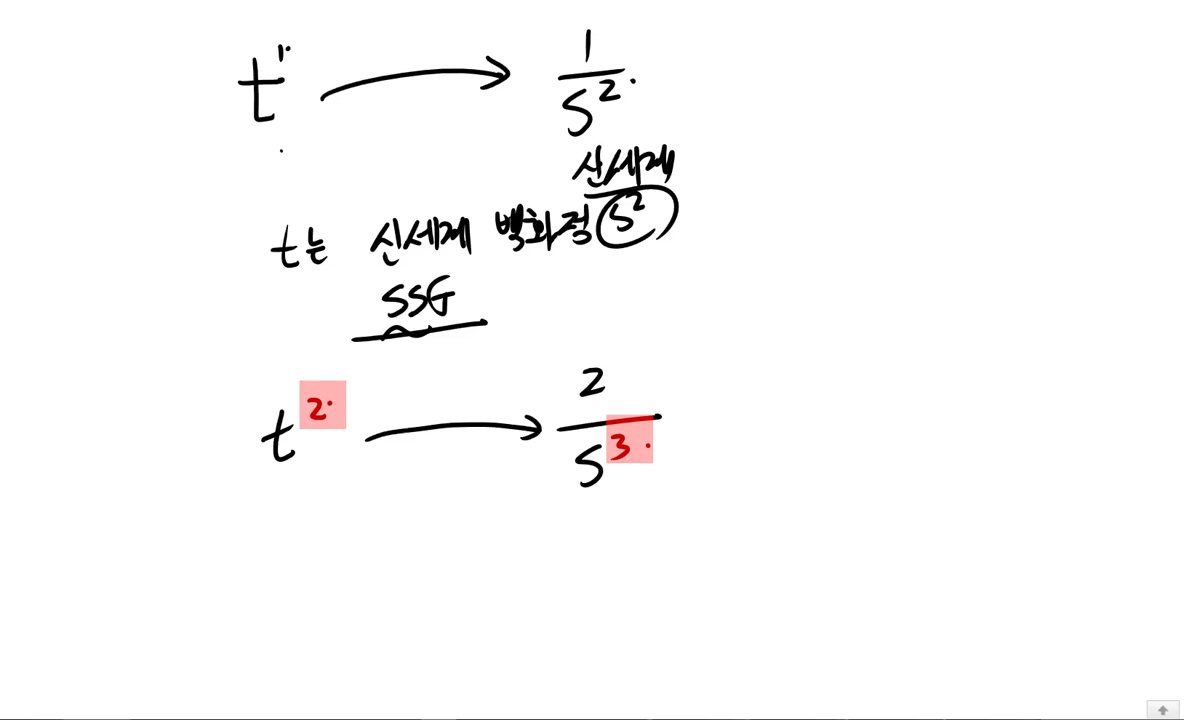 t¹ → 1/s²
신세계
t는 신세계 백화점 s²
SSG
t² → 2/s³